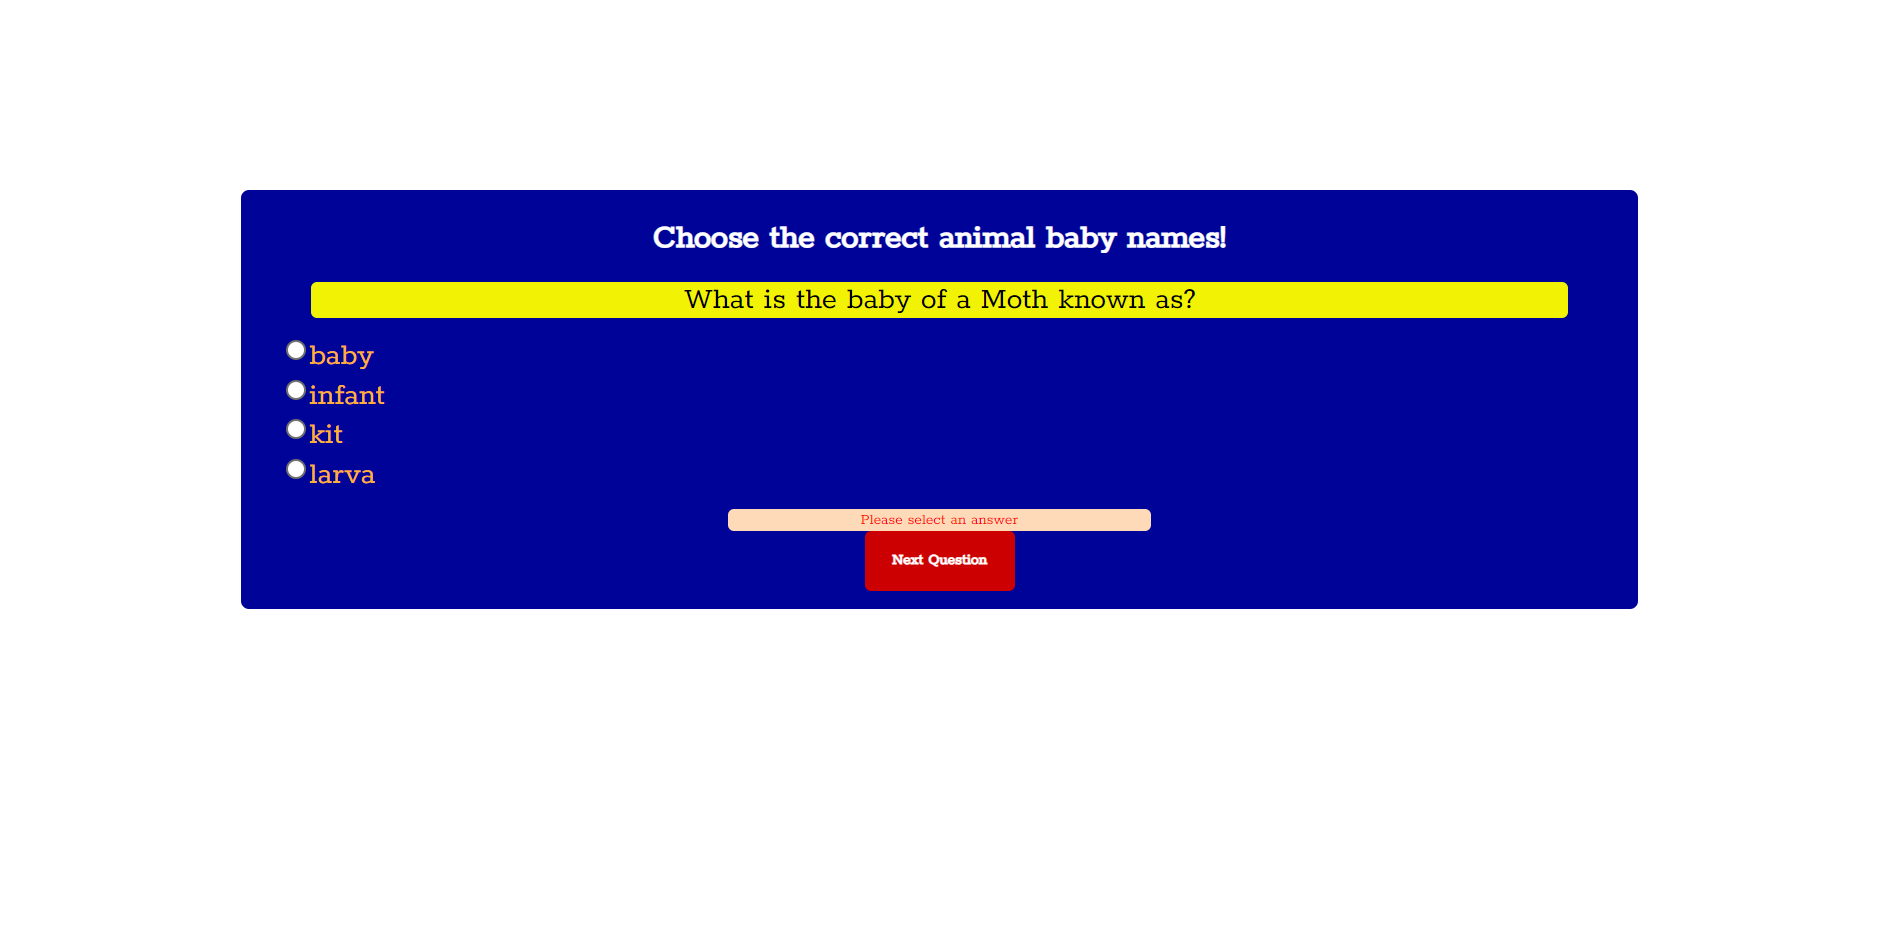 Choose the correct animal baby names!
What is the baby of a Moth known as?
baby
infant
kit
larva
Please select an answer
Next Question